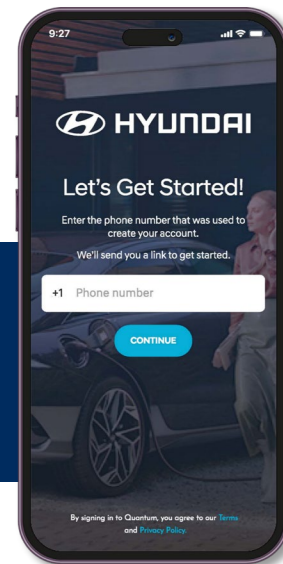 9:27
HYUNDAI
Let's Get Started!
Enter the phone number that was used to
create your account.
We'll send you a link to get started.
+1 Phone number
CONTINUE
By signing in to Quantum, you agree to our Terms
and Privacy Policy.